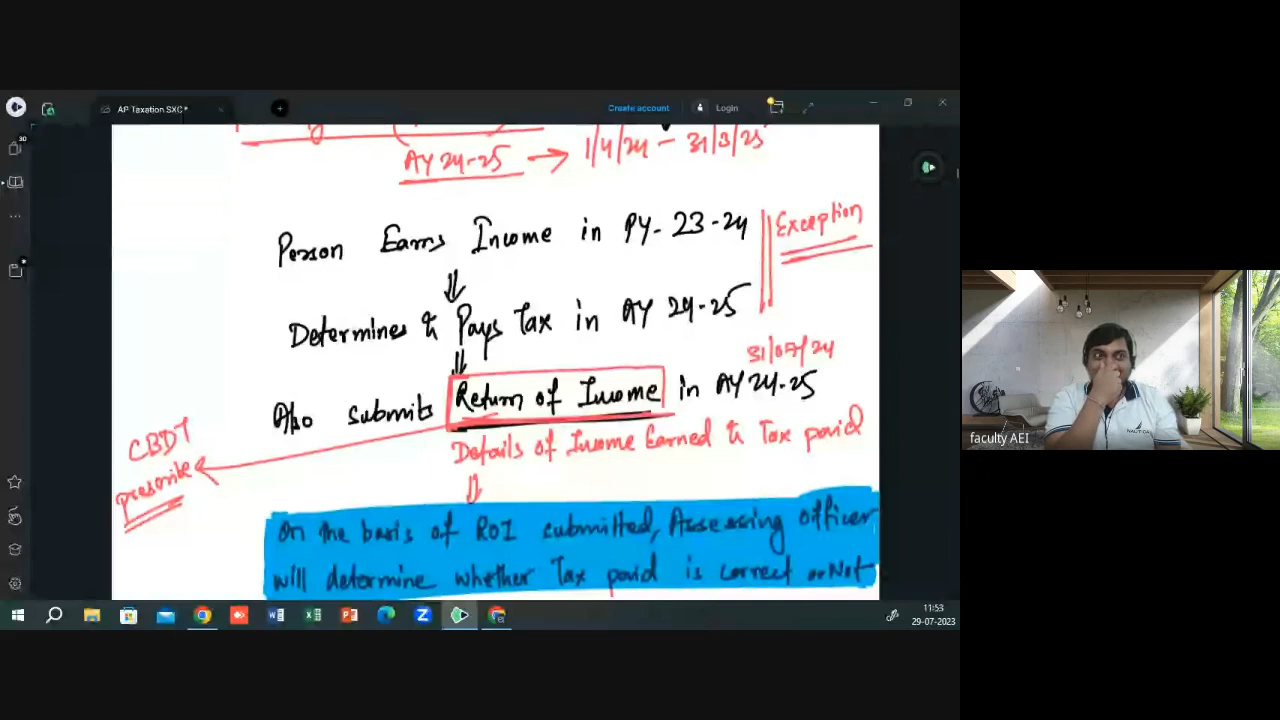 AP Taxation SXC*
Create account
Login
30
AY 24-25 → 1/4/24 - 31/3/25
Person Earns Income in PY- 23-24
Exception
⇓
Determines & Pays Tax in AY 24-25
⇓
31/07/24
Also submits Return of Income in AY 24-25
CBDT
prescribe
Details of Income Earned & Tax paid
⇓
On the basis of ROI submitted, Assessing Officer
will determine whether Tax paid is correct or Not
faculty AEI
NAUTICA
11:53
29-07-2023